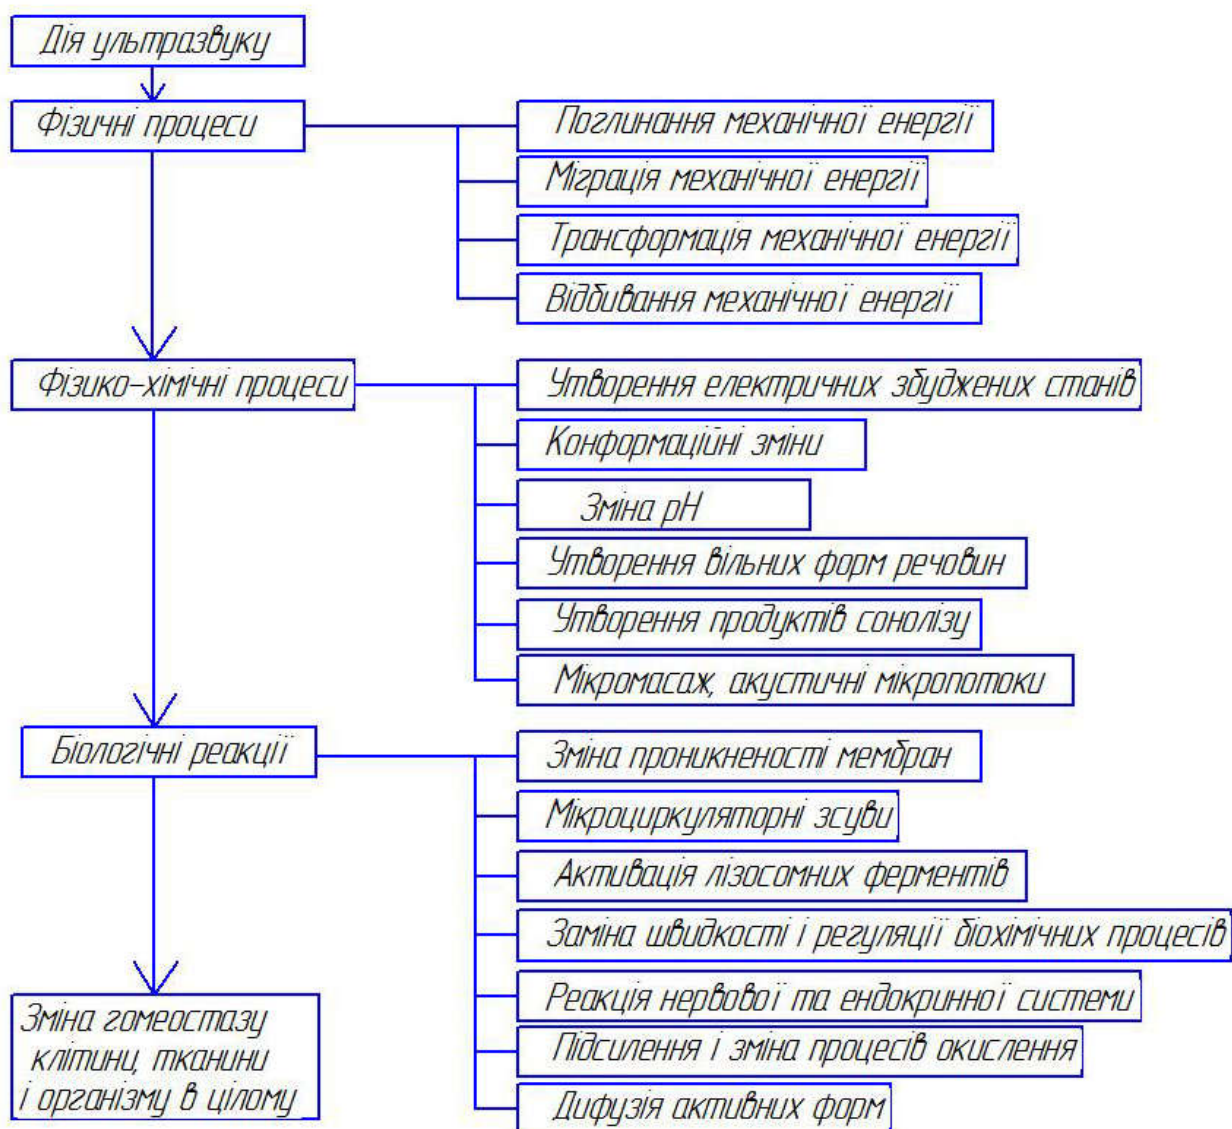 Дія ультразвуку
Фізичні процеси
Поглинання механічної енергії
Міграція механічної енергії
Трансформація механічної енергії
Відбивання механічної енергії
Фізико-хімічні процеси
Утворення електричних збуджених станів
Конформаційні зміни
Зміна рН
Утворення вільних форм речовин
Утворення продуктів сонолізу
Мікромасаж, акустичні мікропотоки
Біологічні реакції
Зміна проникненості мембран
Мікроциркуляторні зсуви
Активація лізосомних ферментів
Заміна швидкості і регуляції біохімічних процесів
Реакція нервової та ендокринної системи
Підсилення і зміна процесів окислення
Дифузія активних форм
Зміна гомеостазу
клітини, тканини
і організму в цілому